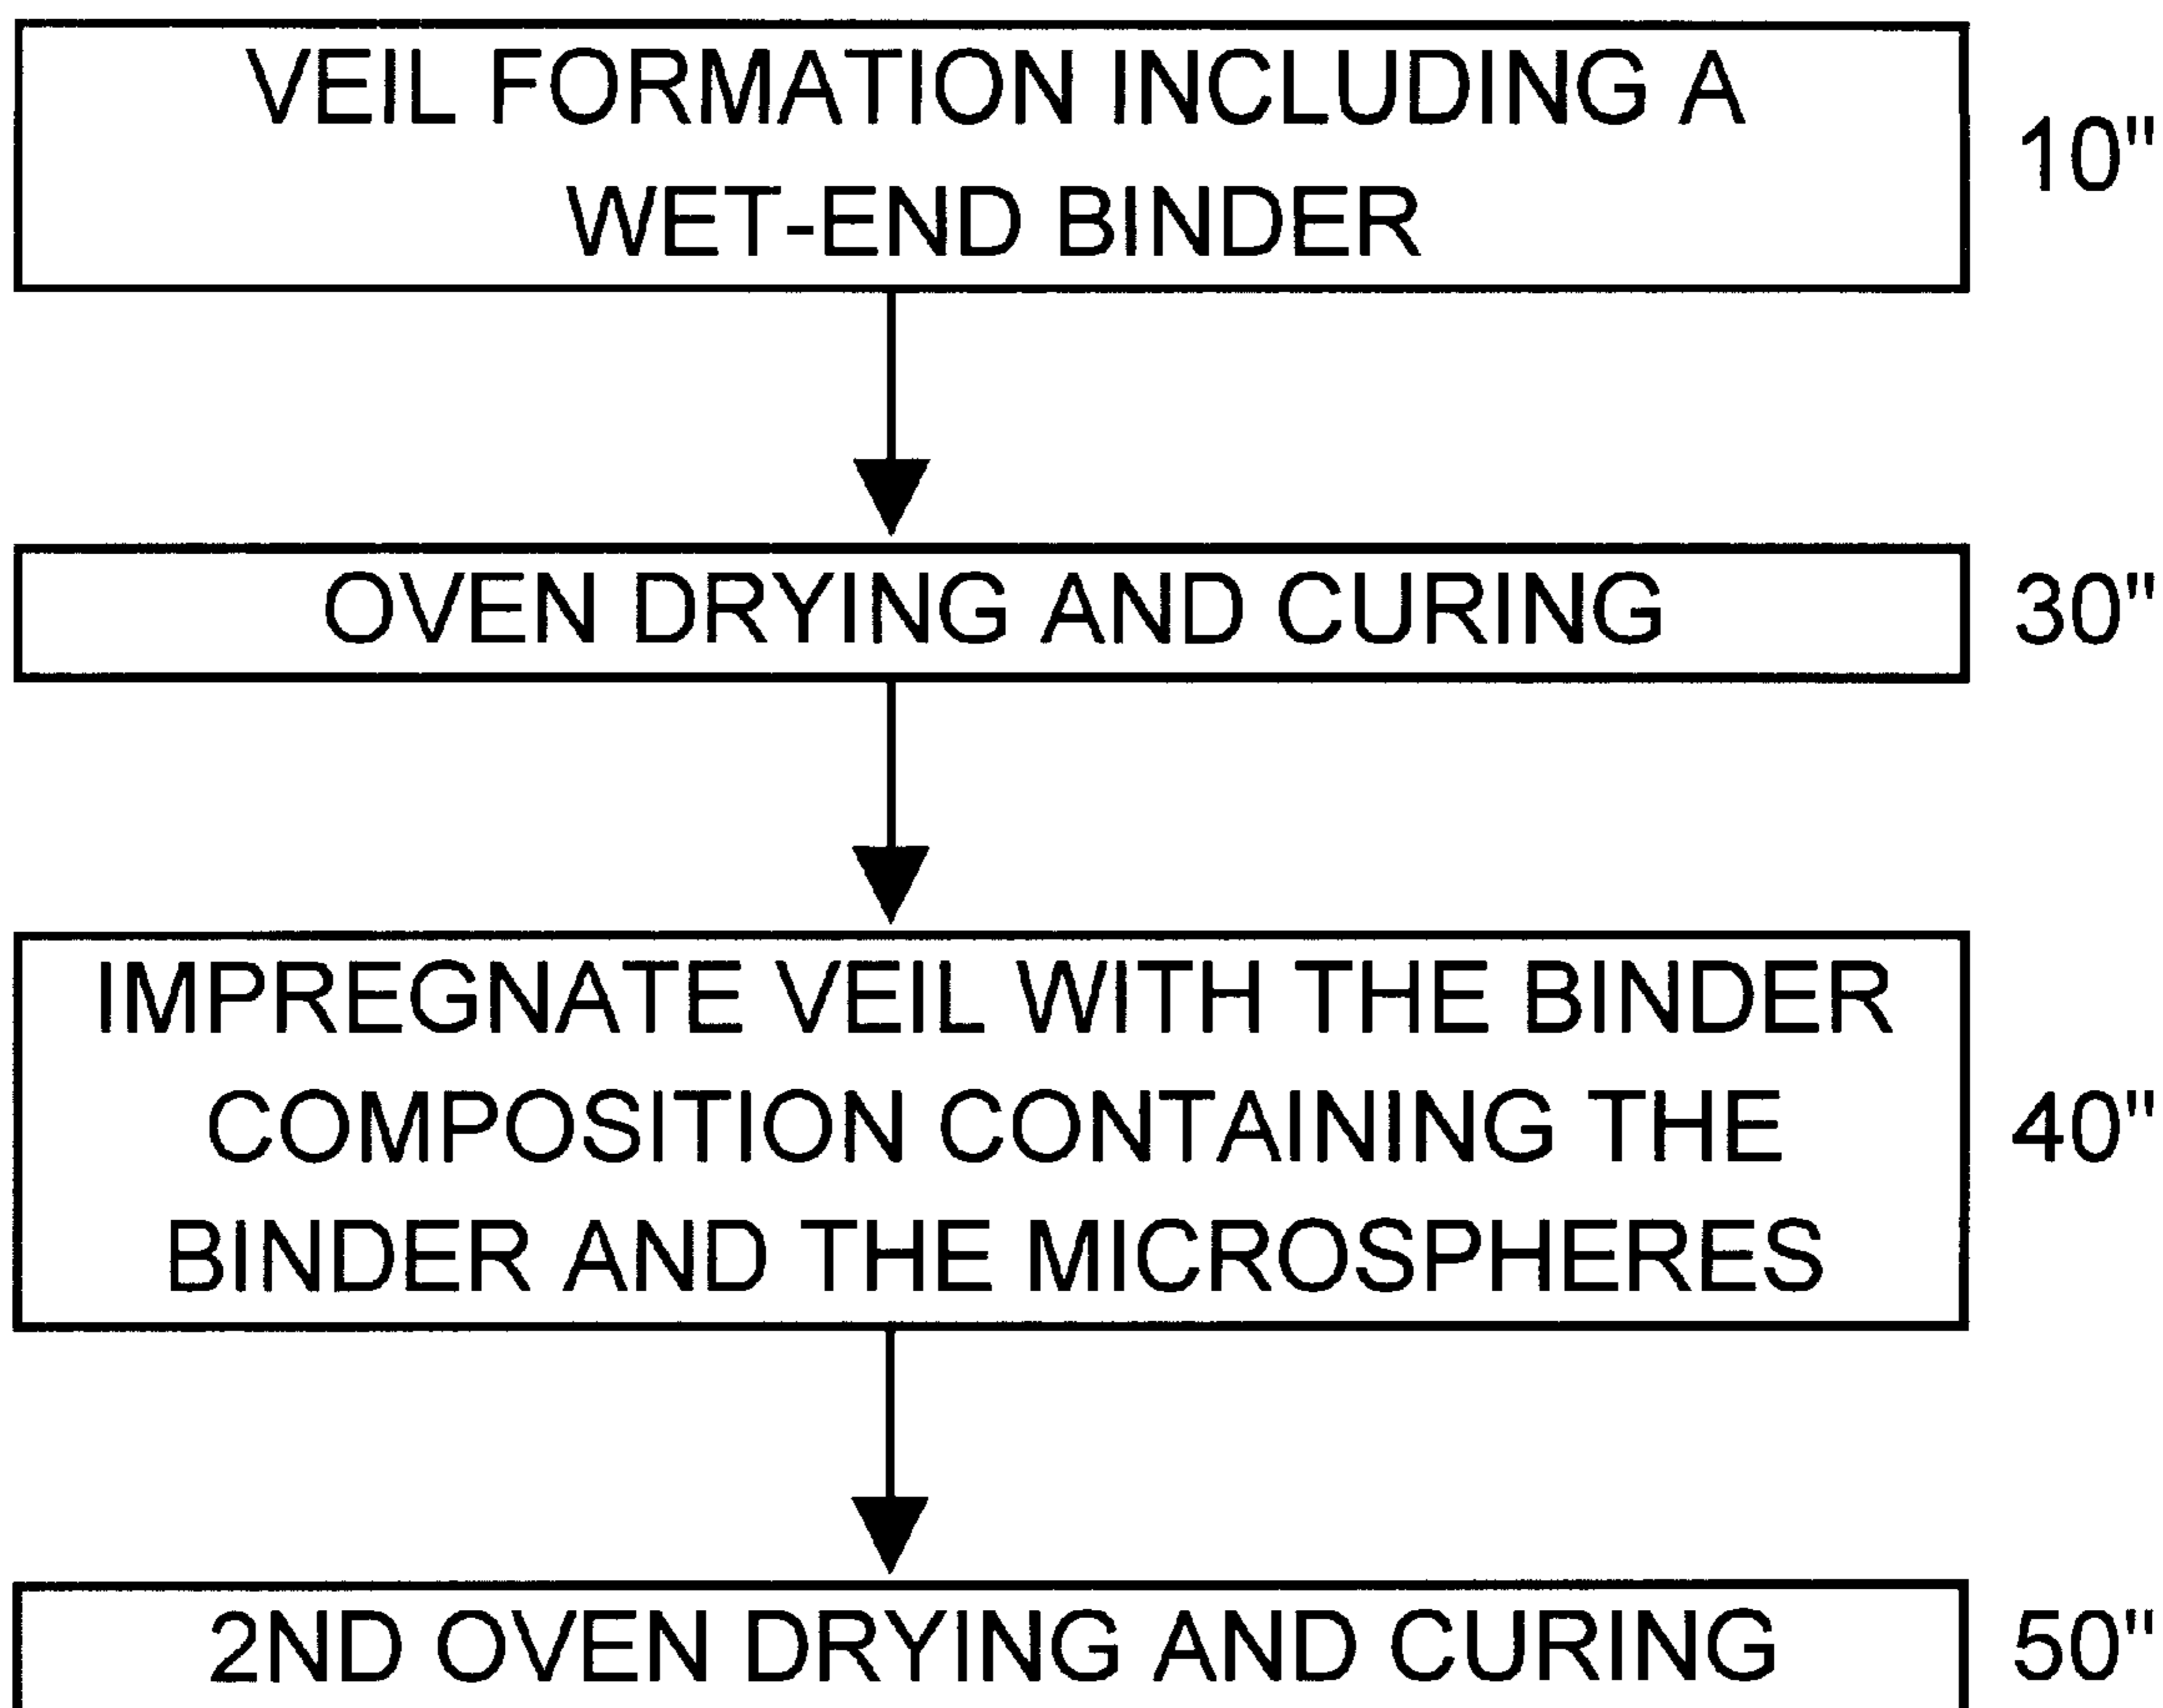 VEIL FORMATION INCLUDING A
WET-END BINDER
10"
OVEN DRYING AND CURING
30"
IMPREGNATE VEIL WITH THE BINDER
COMPOSITION CONTAINING THE
BINDER AND THE MICROSPHERES
40"
2ND OVEN DRYING AND CURING
50"